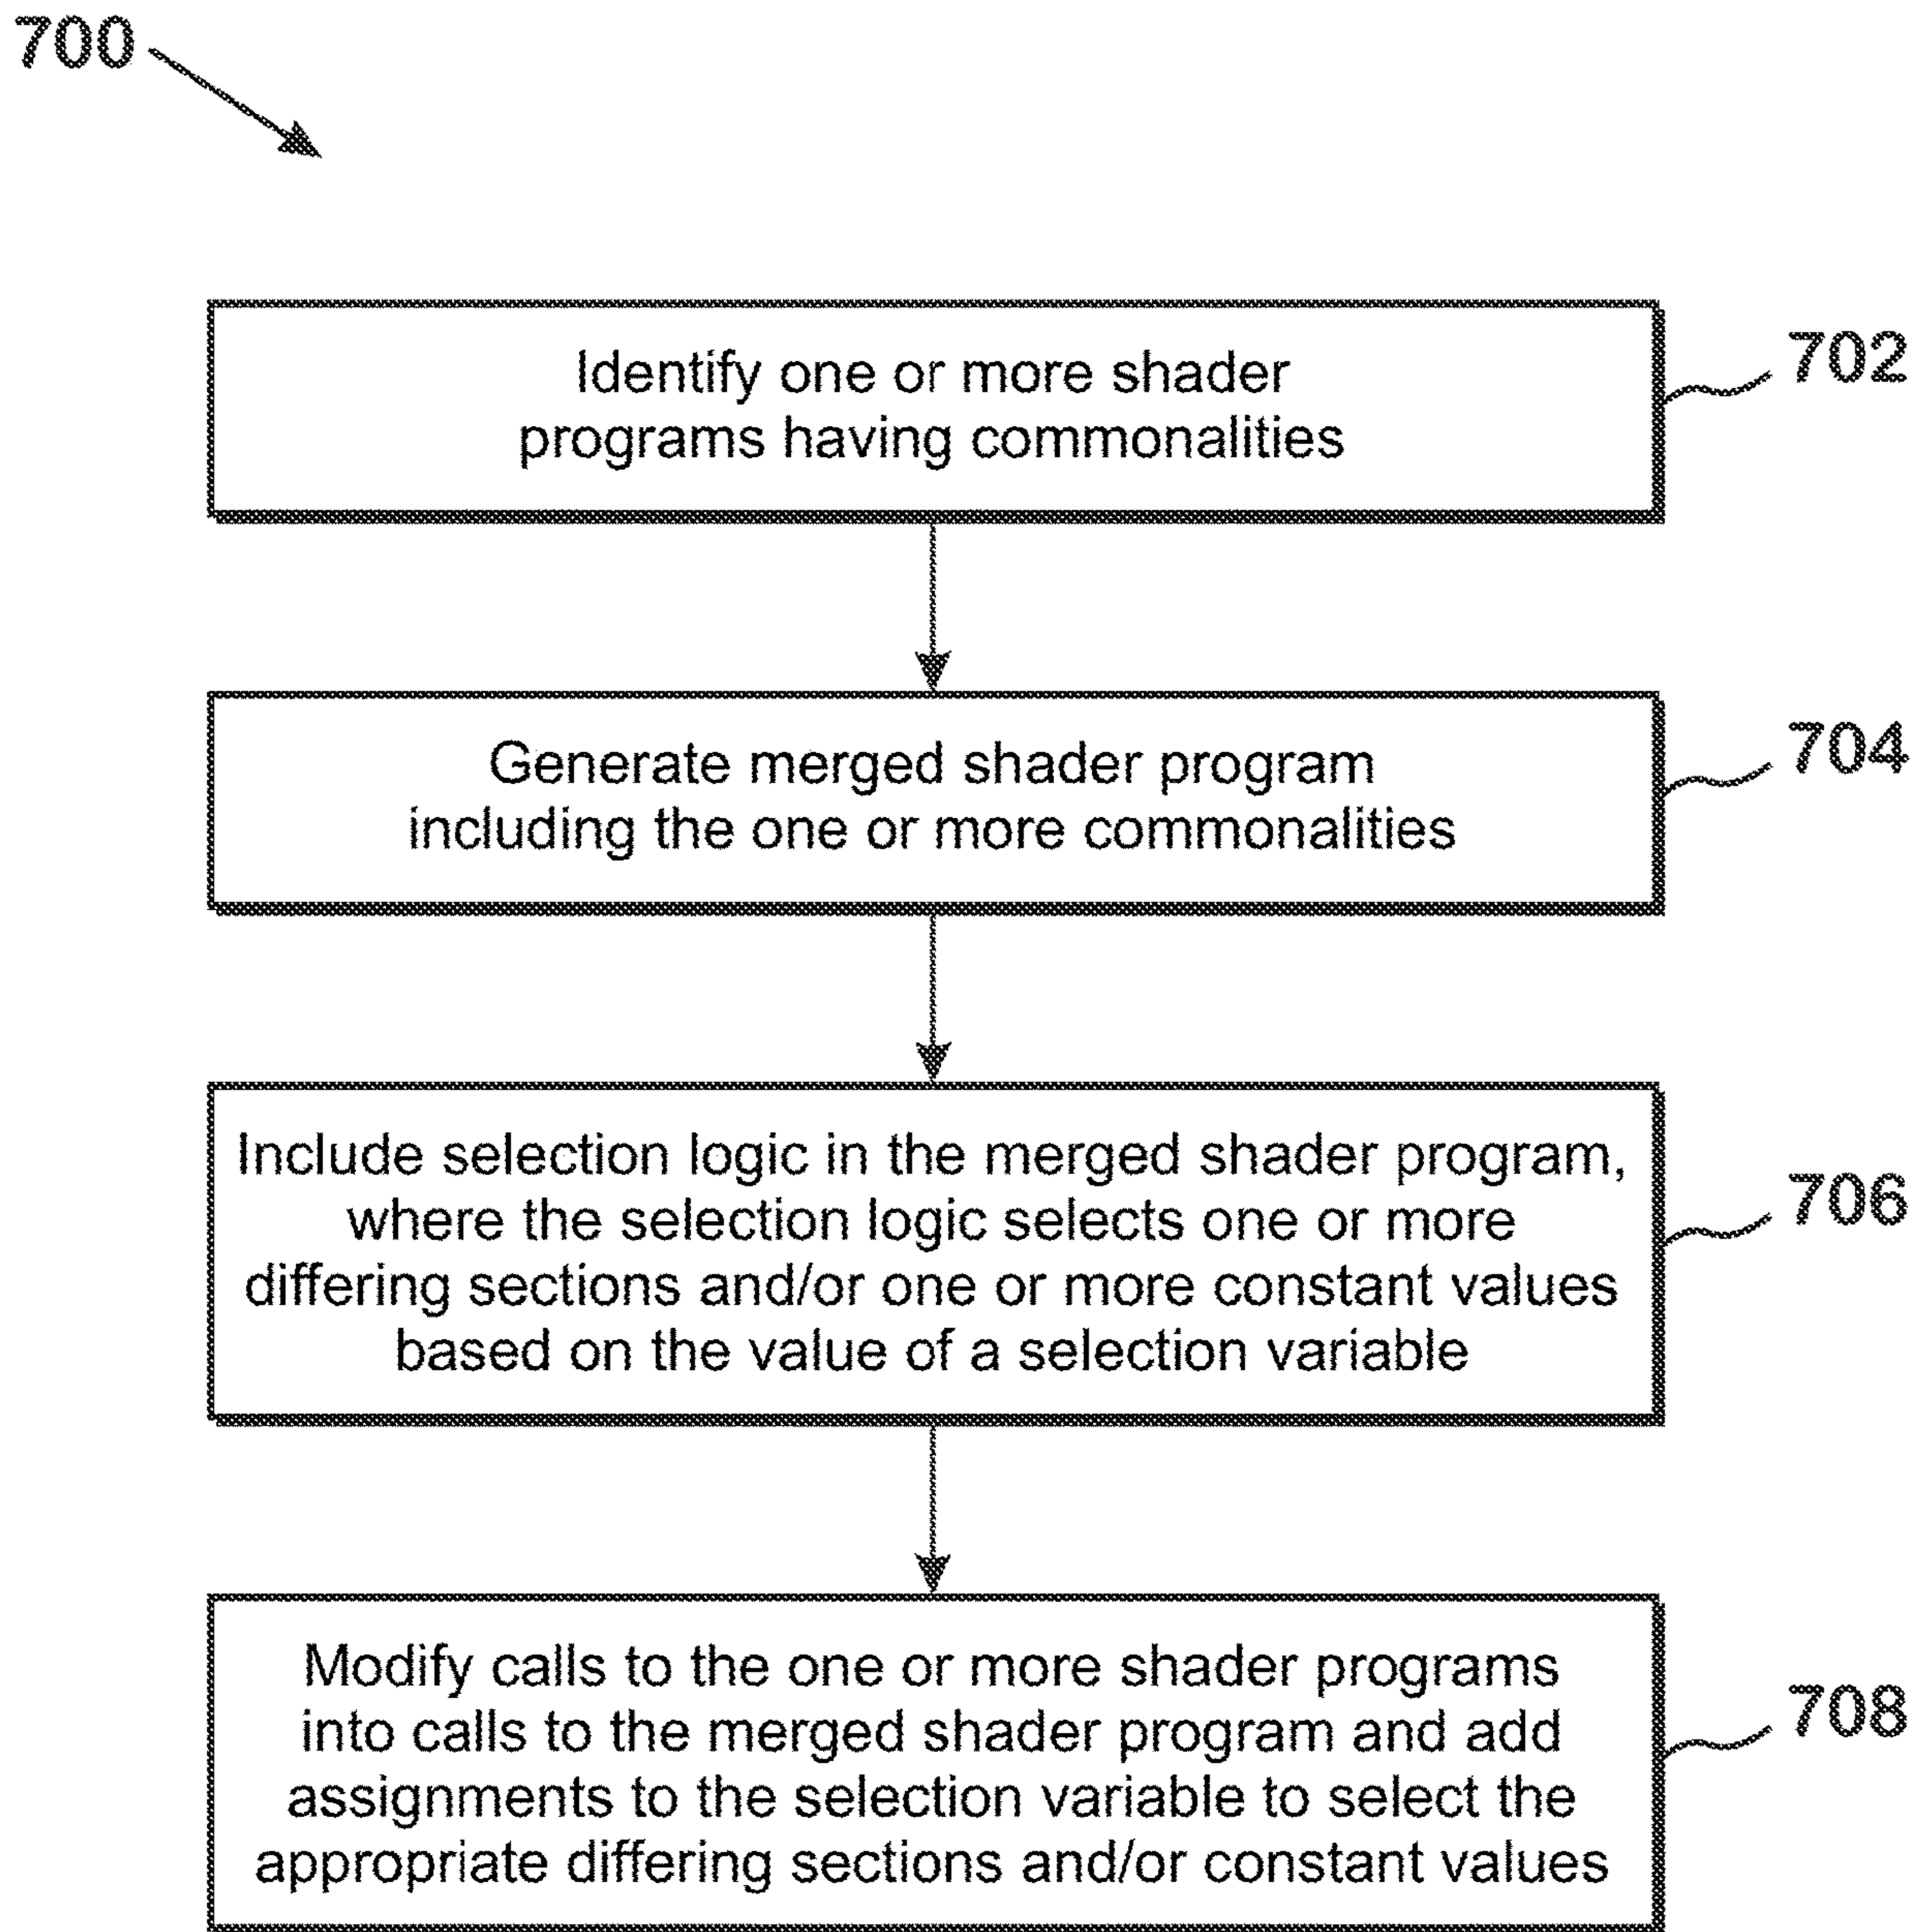 700
Identify one or more shader
programs having commonalities
702
Generate merged shader program
including the one or more commonalities
704
Include selection logic in the merged shader program,
where the selection logic selects one or more
differing sections and/or one or more constant values
based on the value of a selection variable
706
Modify calls to the one or more shader programs
into calls to the merged shader program and add
assignments to the selection variable to select the
appropriate differing sections and/or constant values
708